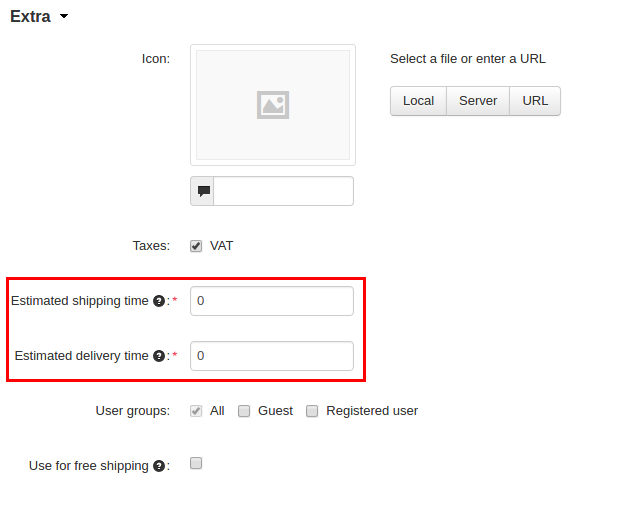 Extra
Icon:
Select a file or enter a URL
Local Server URL
Taxes: VAT
Estimated shipping time ?: * 0
Estimated delivery time ?: * 0
User groups: All Guest Registered user
Use for free shipping ?: